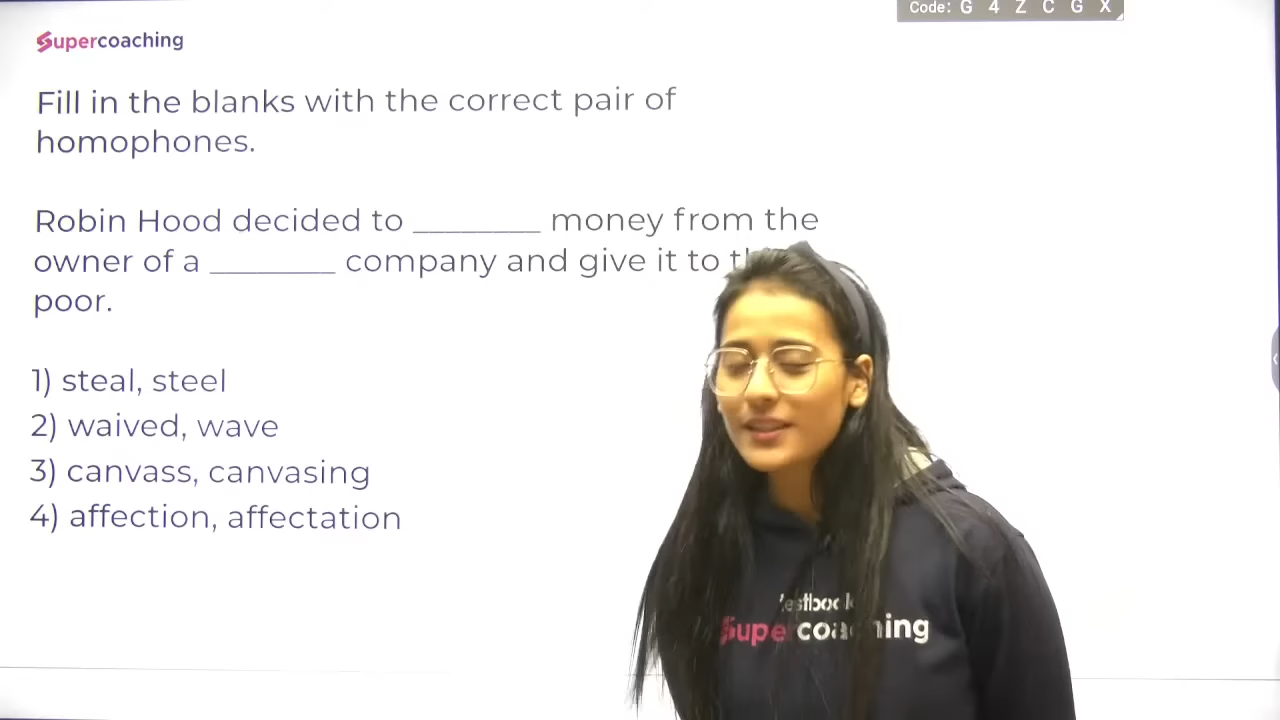 Code: G 4 Z C G X
Supercoaching
Fill in the blanks with the correct pair of
homophones.
Robin Hood decided to ________ money from the
owner of a ________ company and give it to
poor.
1) steal, steel
2) waived, wave
3) canvass, canvasing
4) affection, affectation
testbook
Supercoaching